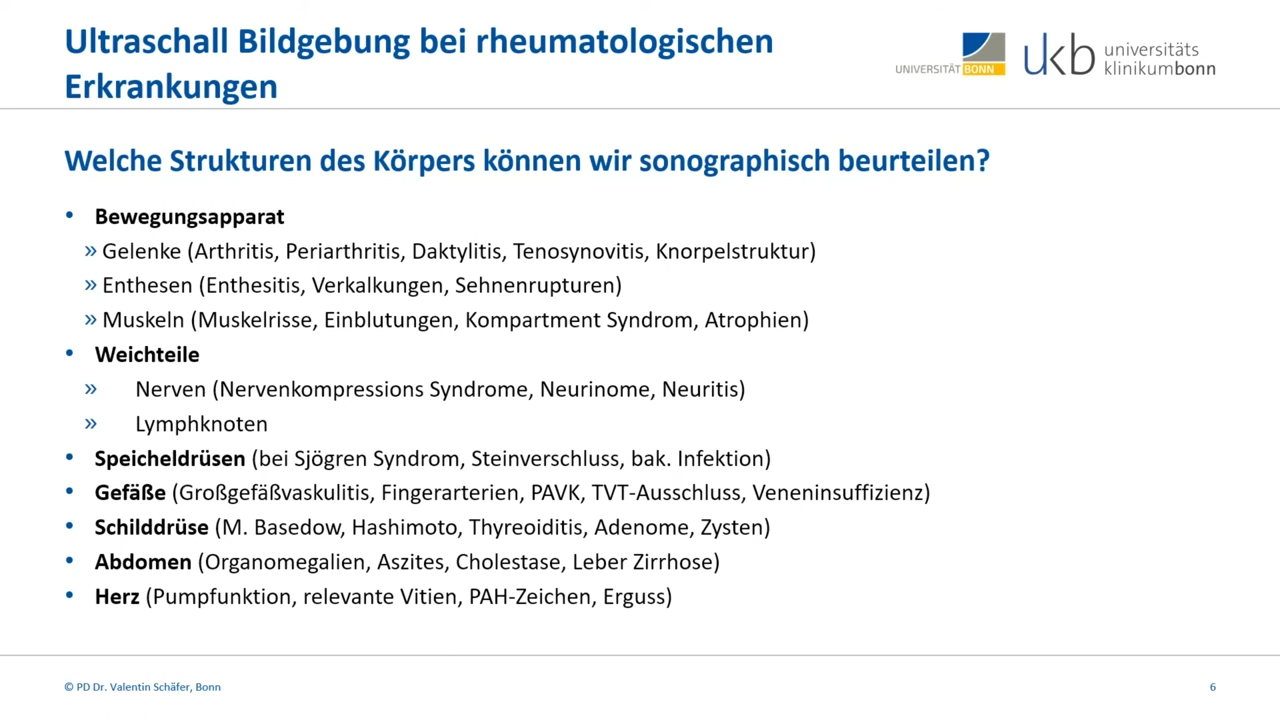 Ultraschall Bildgebung bei rheumatologischen
Erkrankungen
UNIVERSITÄT BONN
ukb universitäts
klinikumbonn
Welche Strukturen des Körpers können wir sonographisch beurteilen?
• Bewegungsapparat
» Gelenke (Arthritis, Periarthritis, Daktylitis, Tenosynovitis, Knorpelstruktur)
» Enthesen (Enthesitis, Verkalkungen, Sehnenrupturen)
» Muskeln (Muskelrisse, Einblutungen, Kompartment Syndrom, Atrophien)
• Weichteile
» Nerven (Nervenkompressions Syndrome, Neurinome, Neuritis)
» Lymphknoten
• Speicheldrüsen (bei Sjögren Syndrom, Steinverschluss, bak. Infektion)
• Gefäße (Großgefäßvaskulitis, Fingerarterien, PAVK, TVT-Ausschluss, Veneninsuffizienz)
• Schilddrüse (M. Basedow, Hashimoto, Thyreoiditis, Adenome, Zysten)
• Abdomen (Organomegalien, Aszites, Cholestase, Leber Zirrhose)
• Herz (Pumpfunktion, relevante Vitien, PAH-Zeichen, Erguss)
© PD Dr. Valentin Schäfer, Bonn
6